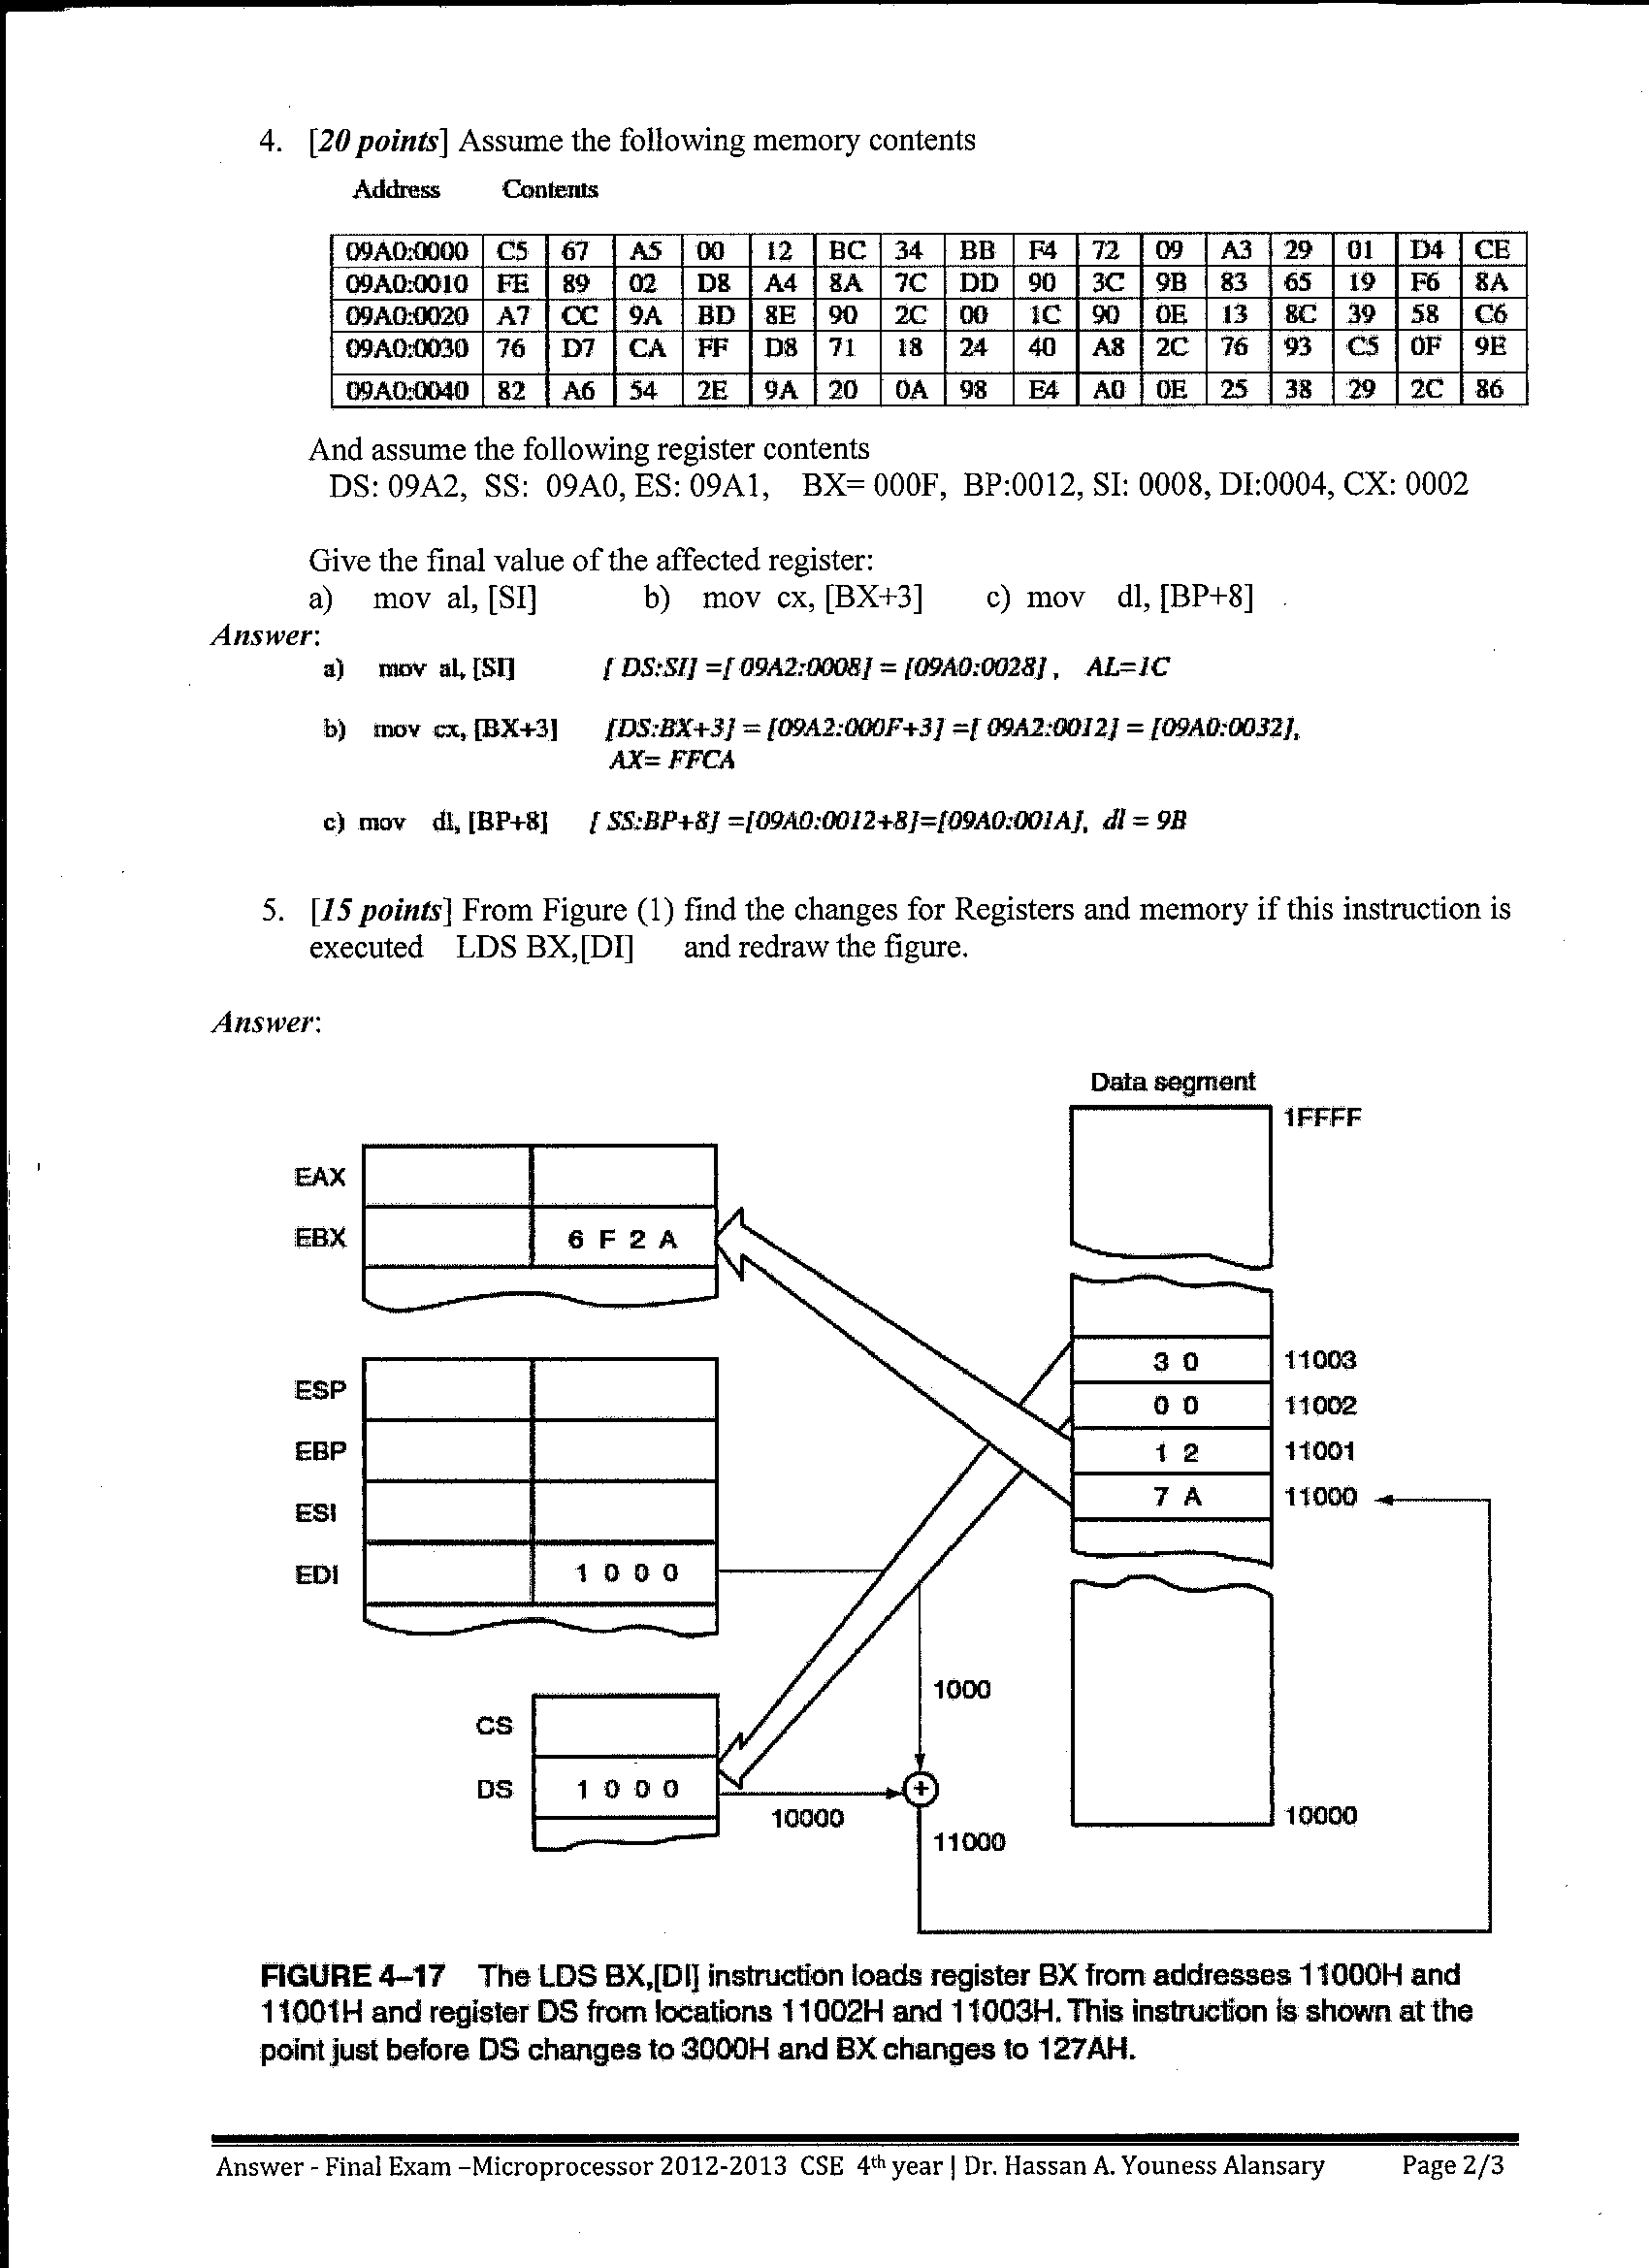 4. [20 points] Assume the following memory contents
Address Contents
09A0:0000 C5 67 A5 00 12 BC 34 BB F4 72 09 A3 29 01 D4 CE
09A0:0010 FE 89 02 D8 A4 8A 7C DD 90 3C 9B 83 65 19 F6 8A
09A0:0020 A7 CC 9A BD 8E 90 2C 00 1C 90 0E 13 8C 39 58 C6
09A0:0030 76 D7 CA FF D8 71 18 24 40 A8 2C 76 93 C5 0F 9E
09A0:0040 82 A6 54 2E 9A 20 0A 98 E4 A0 0E 25 38 29 2C 86
And assume the following register contents
DS: 09A2, SS: 09A0, ES: 09A1, BX= 000F, BP:0012, SI: 0008, DI:0004, CX: 0002
Give the final value of the affected register:
a) mov al, [SI] b) mov cx, [BX+3] c) mov dl, [BP+8]
Answer:
a) mov al, [SI] [ DS:SI] =[ 09A2:0008] = [09A0:0028] , AL=1C
b) mov cx, [BX+3] [DS:BX+3] = [09A2:000F+3] =[ 09A2:0012] = [09A0:0032],
AX= FFCA
c) mov dl, [BP+8] [ SS:BP+8] =[09A0:0012+8]=[09A0:001A], dl = 9B
5. [15 points] From Figure (1) find the changes for Registers and memory if this instruction is
executed LDS BX,[DI] and redraw the figure.
Answer:
Data segment
1FFFF
EAX
EBX 6 F 2 A
3 0 11003
ESP
0 0 11002
EBP
1 2 11001
7 A 11000
ESI
EDI 1 0 0 0
1000
CS
DS 1 0 0 0
+
10000
10000
11000
FIGURE 4–17 The LDS BX,[DI] instruction loads register BX from addresses 11000H and
11001H and register DS from locations 11002H and 11003H. This instruction is shown at the
point just before DS changes to 3000H and BX changes to 127AH.
Answer - Final Exam –Microprocessor 2012-2013 CSE 4th year | Dr. Hassan A. Youness Alansary Page 2/3